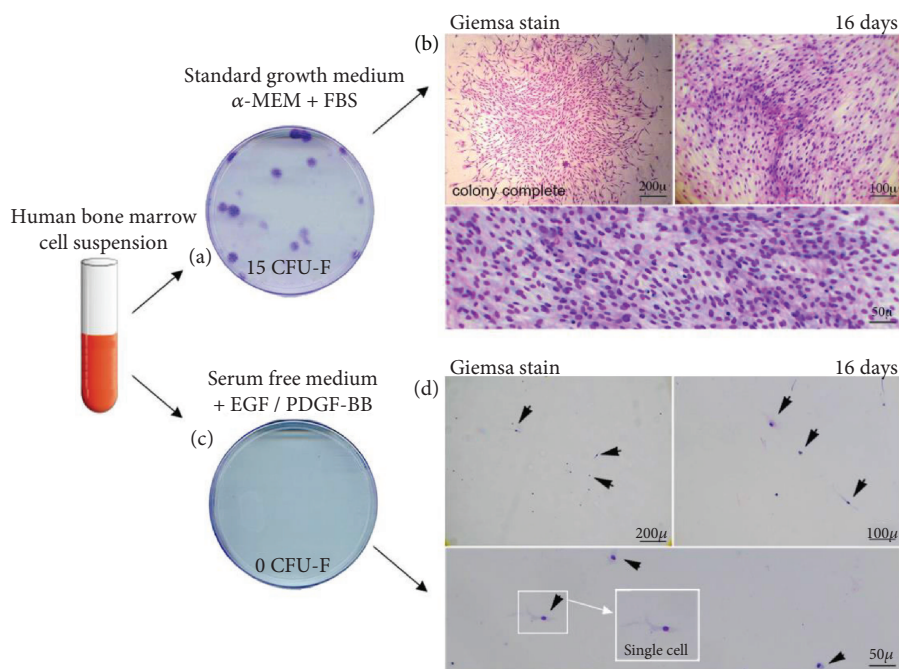 Giemsa stain
16 days
(b)
Standard growth medium
α-MEM + FBS
colony complete
200μ
100μ
50μ
Human bone marrow
cell suspension
(a)
15 CFU-F
Giemsa stain
16 days
Serum free medium
+ EGF / PDGF-BB
(c)
(d)
0 CFU-F
200μ
100μ
Single cell
50μ